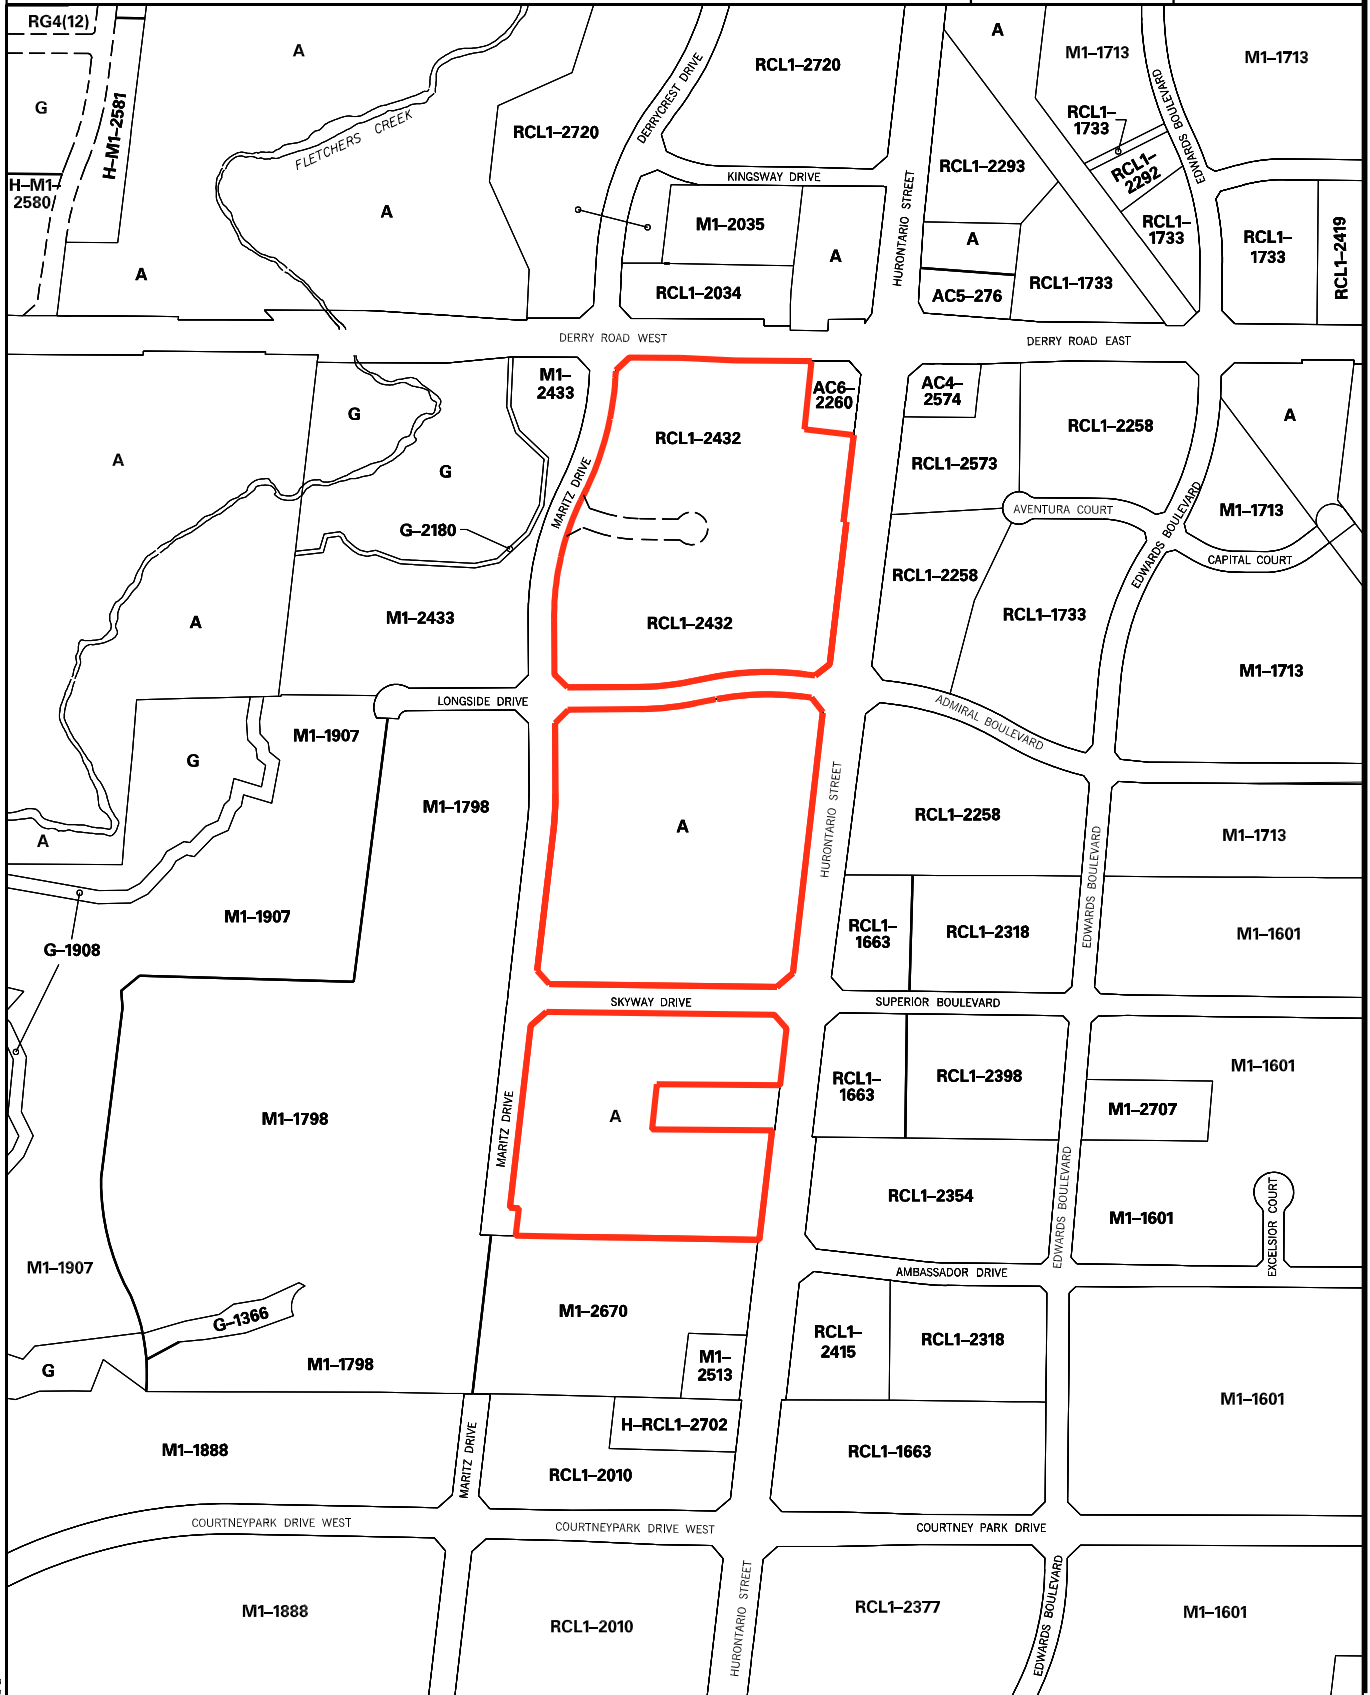 RG4(12)
A
RCL1–2720
A
M1–1713
M1–1713
G
H–M1–2581
FLETCHERS CREEK
RCL1–2720
DERRYCREST DRIVE
EDWARDS BOULEVARD
RCL1–
1733
H–M1–
2580
A
KINGSWAY DRIVE
RCL1–2293
RCL1–
2292
HURONTARIO STREET
M1–2035
A
A
RCL1–
1733
RCL1–
1733
RCL1–2419
A
RCL1–2034
AC5–276
RCL1–1733
DERRY ROAD WEST
DERRY ROAD EAST
M1–
2433
AC6–
2260
AC4–
2574
G
RCL1–2432
RCL1–2258
A
A
G
MARITZ DRIVE
RCL1–2573
AVENTURA COURT
M1–1713
EDWARDS BOULEVARD
G–2180
CAPITAL COURT
RCL1–2258
A
M1–2433
RCL1–2432
RCL1–1733
M1–1713
LONGSIDE DRIVE
ADMIRAL BOULEVARD
M1–1907
G
M1–1798
A
HURONTARIO STREET
RCL1–2258
M1–1713
A
EDWARDS BOULEVARD
M1–1907
RCL1–
1663
RCL1–2318
M1–1601
G–1908
SKYWAY DRIVE
SUPERIOR BOULEVARD
M1–1601
RCL1–
1663
RCL1–2398
M1–2707
M1–1798
A
MARITZ DRIVE
RCL1–2354
EDWARDS BOULEVARD
M1–1601
EXCELSIOR COURT
M1–1907
AMBASSADOR DRIVE
G–1366
M1–2670
RCL1–
2415
RCL1–2318
G
M1–1798
M1–
2513
M1–1601
H–RCL1–2702
M1–1888
MARITZ DRIVE
RCL1–2010
RCL1–1663
COURTNEYPARK DRIVE WEST
COURTNEYPARK DRIVE WEST
COURTNEY PARK DRIVE
M1–1888
RCL1–2010
HURONTARIO STREET
RCL1–2377
EDWARDS BOULEVARD
M1–1601